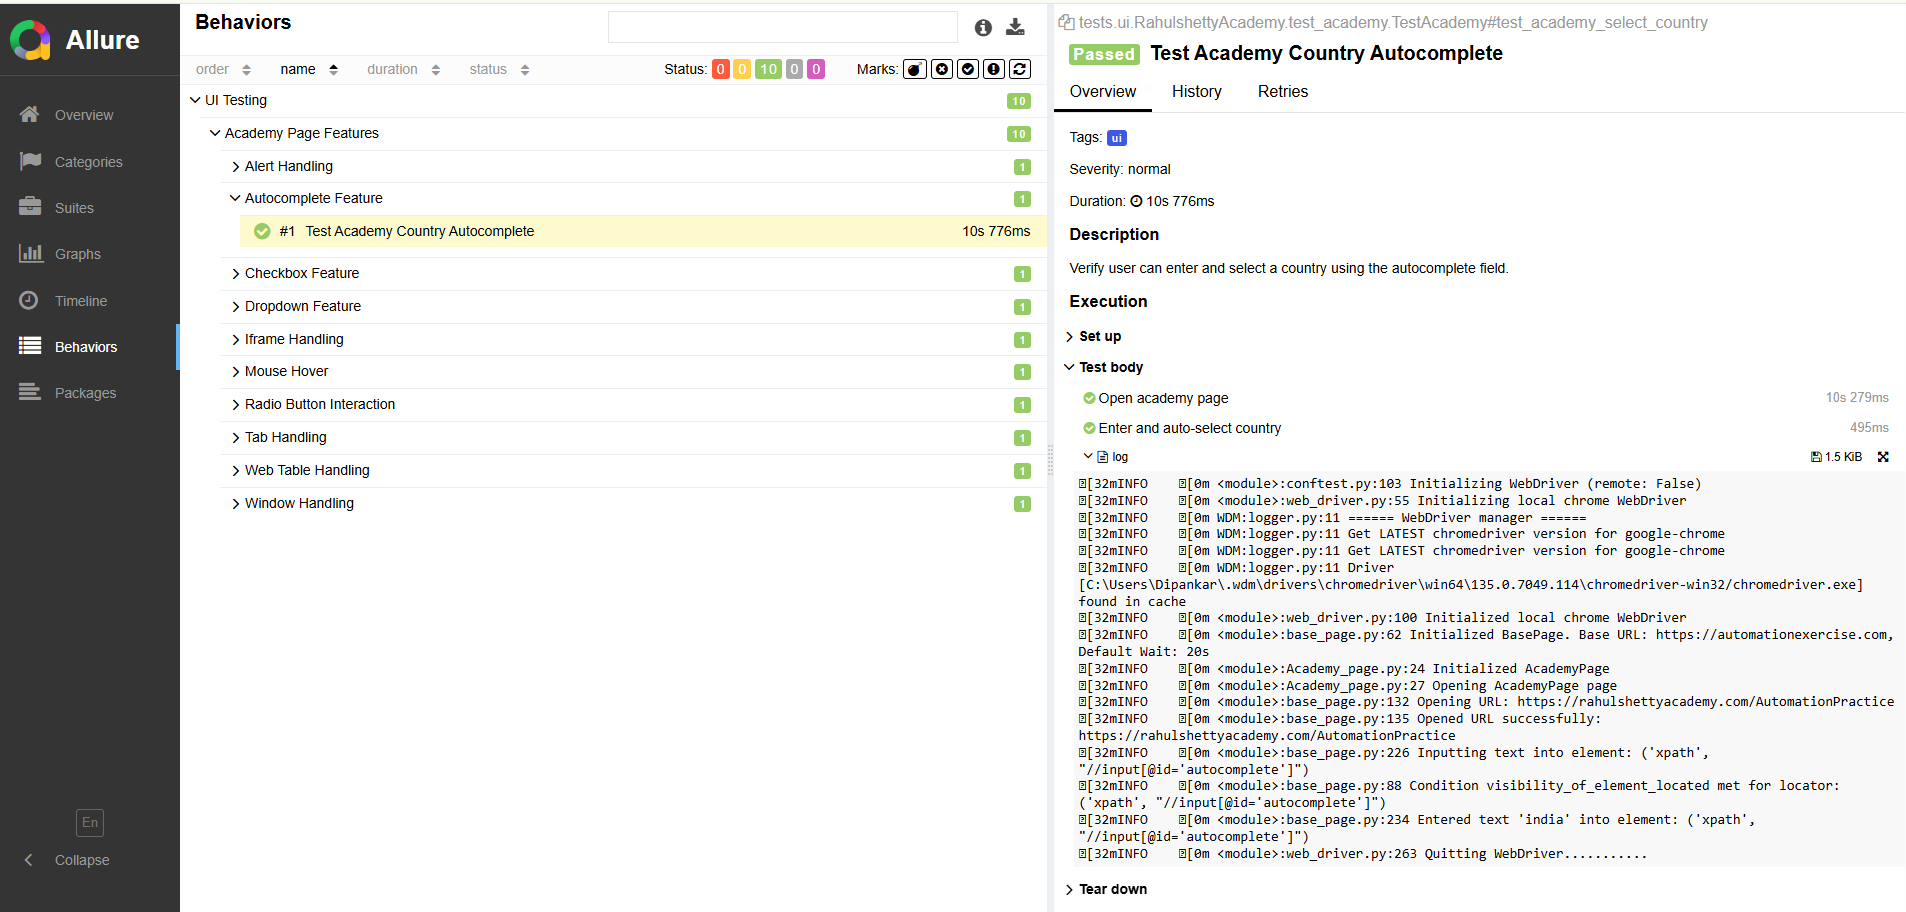 Allure
Overview
Categories
Suites
Graphs
Timeline
Behaviors
Packages
En
Collapse
Behaviors
order name duration status Status: 0 0 10 0 0 Marks:
UI Testing 10
Academy Page Features 10
Alert Handling 1
Autocomplete Feature 1
#1 Test Academy Country Autocomplete 10s 776ms
Checkbox Feature 1
Dropdown Feature 1
Iframe Handling 1
Mouse Hover 1
Radio Button Interaction 1
Tab Handling 1
Web Table Handling 1
Window Handling 1
tests.ui.RahulshettyAcademy.test_academy.TestAcademy#test_academy_select_country
Passed Test Academy Country Autocomplete
Overview History Retries
Tags: ui
Severity: normal
Duration: 10s 776ms
Description
Verify user can enter and select a country using the autocomplete field.
Execution
Set up
Test body
Open academy page 10s 279ms
Enter and auto-select country 495ms
log 1.5 KiB
[32mINFO [0m <module>:conftest.py:103 Initializing WebDriver (remote: False)
[32mINFO [0m <module>:web_driver.py:55 Initializing local chrome WebDriver
[32mINFO [0m WDM:logger.py:11 ====== WebDriver manager ======
[32mINFO [0m WDM:logger.py:11 Get LATEST chromedriver version for google-chrome
[32mINFO [0m WDM:logger.py:11 Get LATEST chromedriver version for google-chrome
[32mINFO [0m WDM:logger.py:11 Driver
[C:\Users\Dipankar\.wdm\drivers\chromedriver\win64\135.0.7049.114\chromedriver-win32/chromedriver.exe]
found in cache
[32mINFO [0m <module>:web_driver.py:100 Initialized local chrome WebDriver
[32mINFO [0m <module>:base_page.py:62 Initialized BasePage. Base URL: https://automationexercise.com,
Default Wait: 20s
[32mINFO [0m <module>:Academy_page.py:24 Initialized AcademyPage
[32mINFO [0m <module>:Academy_page.py:27 Opening AcademyPage page
[32mINFO [0m <module>:base_page.py:132 Opening URL: https://rahulshettyacademy.com/AutomationPractice
[32mINFO [0m <module>:base_page.py:135 Opened URL successfully:
https://rahulshettyacademy.com/AutomationPractice
[32mINFO [0m <module>:base_page.py:226 Inputting text into element: ('xpath',
"//input[@id='autocomplete']")
[32mINFO [0m <module>:base_page.py:88 Condition visibility_of_element_located met for locator:
('xpath', "//input[@id='autocomplete']")
[32mINFO [0m <module>:base_page.py:234 Entered text 'india' into element: ('xpath',
"//input[@id='autocomplete']")
[32mINFO [0m <module>:web_driver.py:263 Quitting WebDriver...........
Tear down